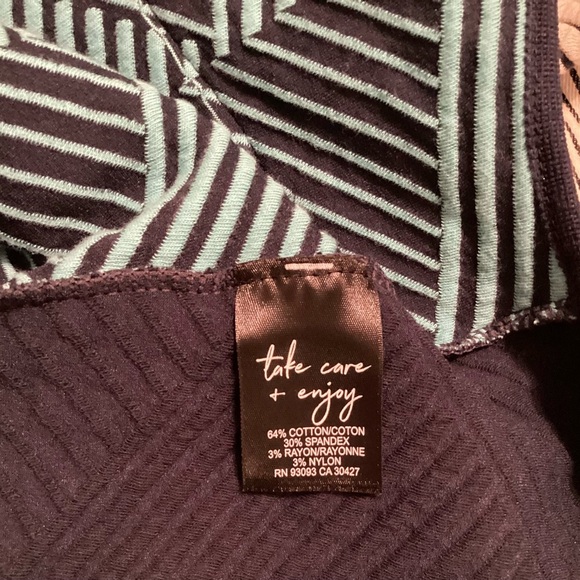 take care
+ enjoy
64% COTTON/COTON
30% SPANDEX
3% RAYON/RAYONNE
3% NYLON
RN 93093 CA 30427